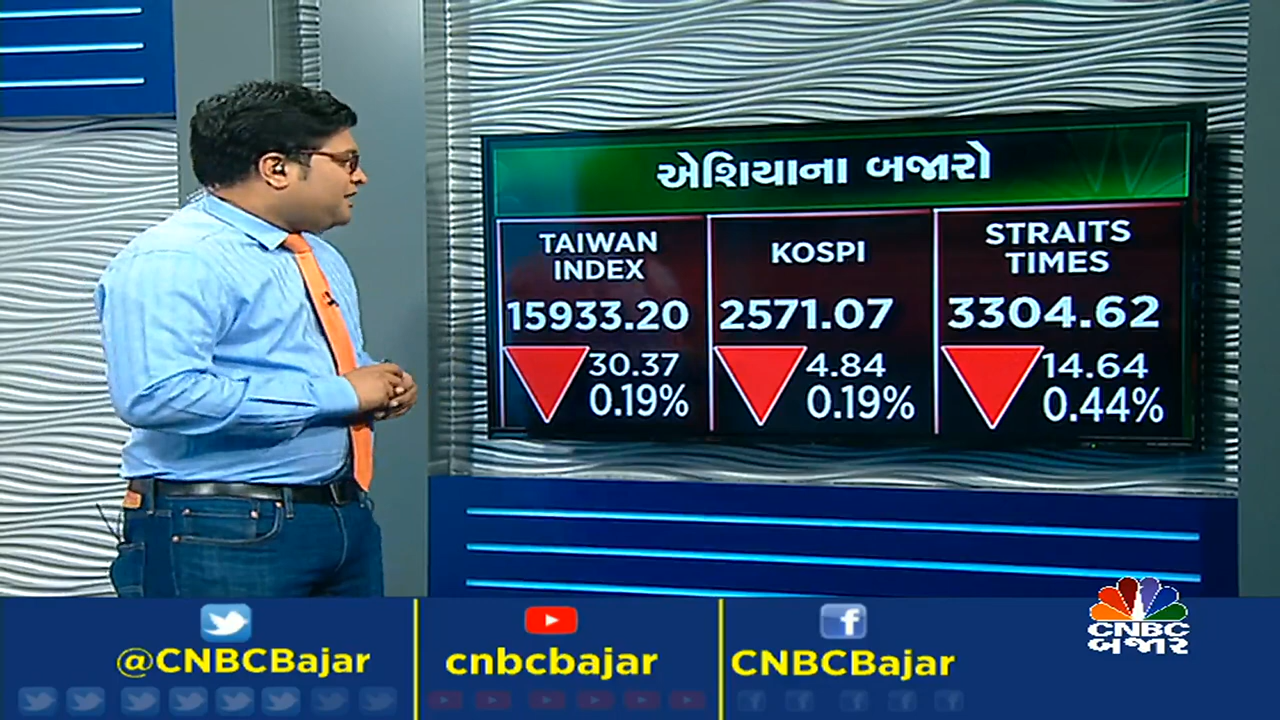 એશિયાના બજારો
TAIWAN
INDEX
15933.20
30.37
0.19%
KOSPI
2571.07
4.84
0.19%
STRAITS
TIMES
3304.62
14.64
0.44%
@CNBCBajar
cnbcbajar
CNBCBajar
CNBC
બજાર